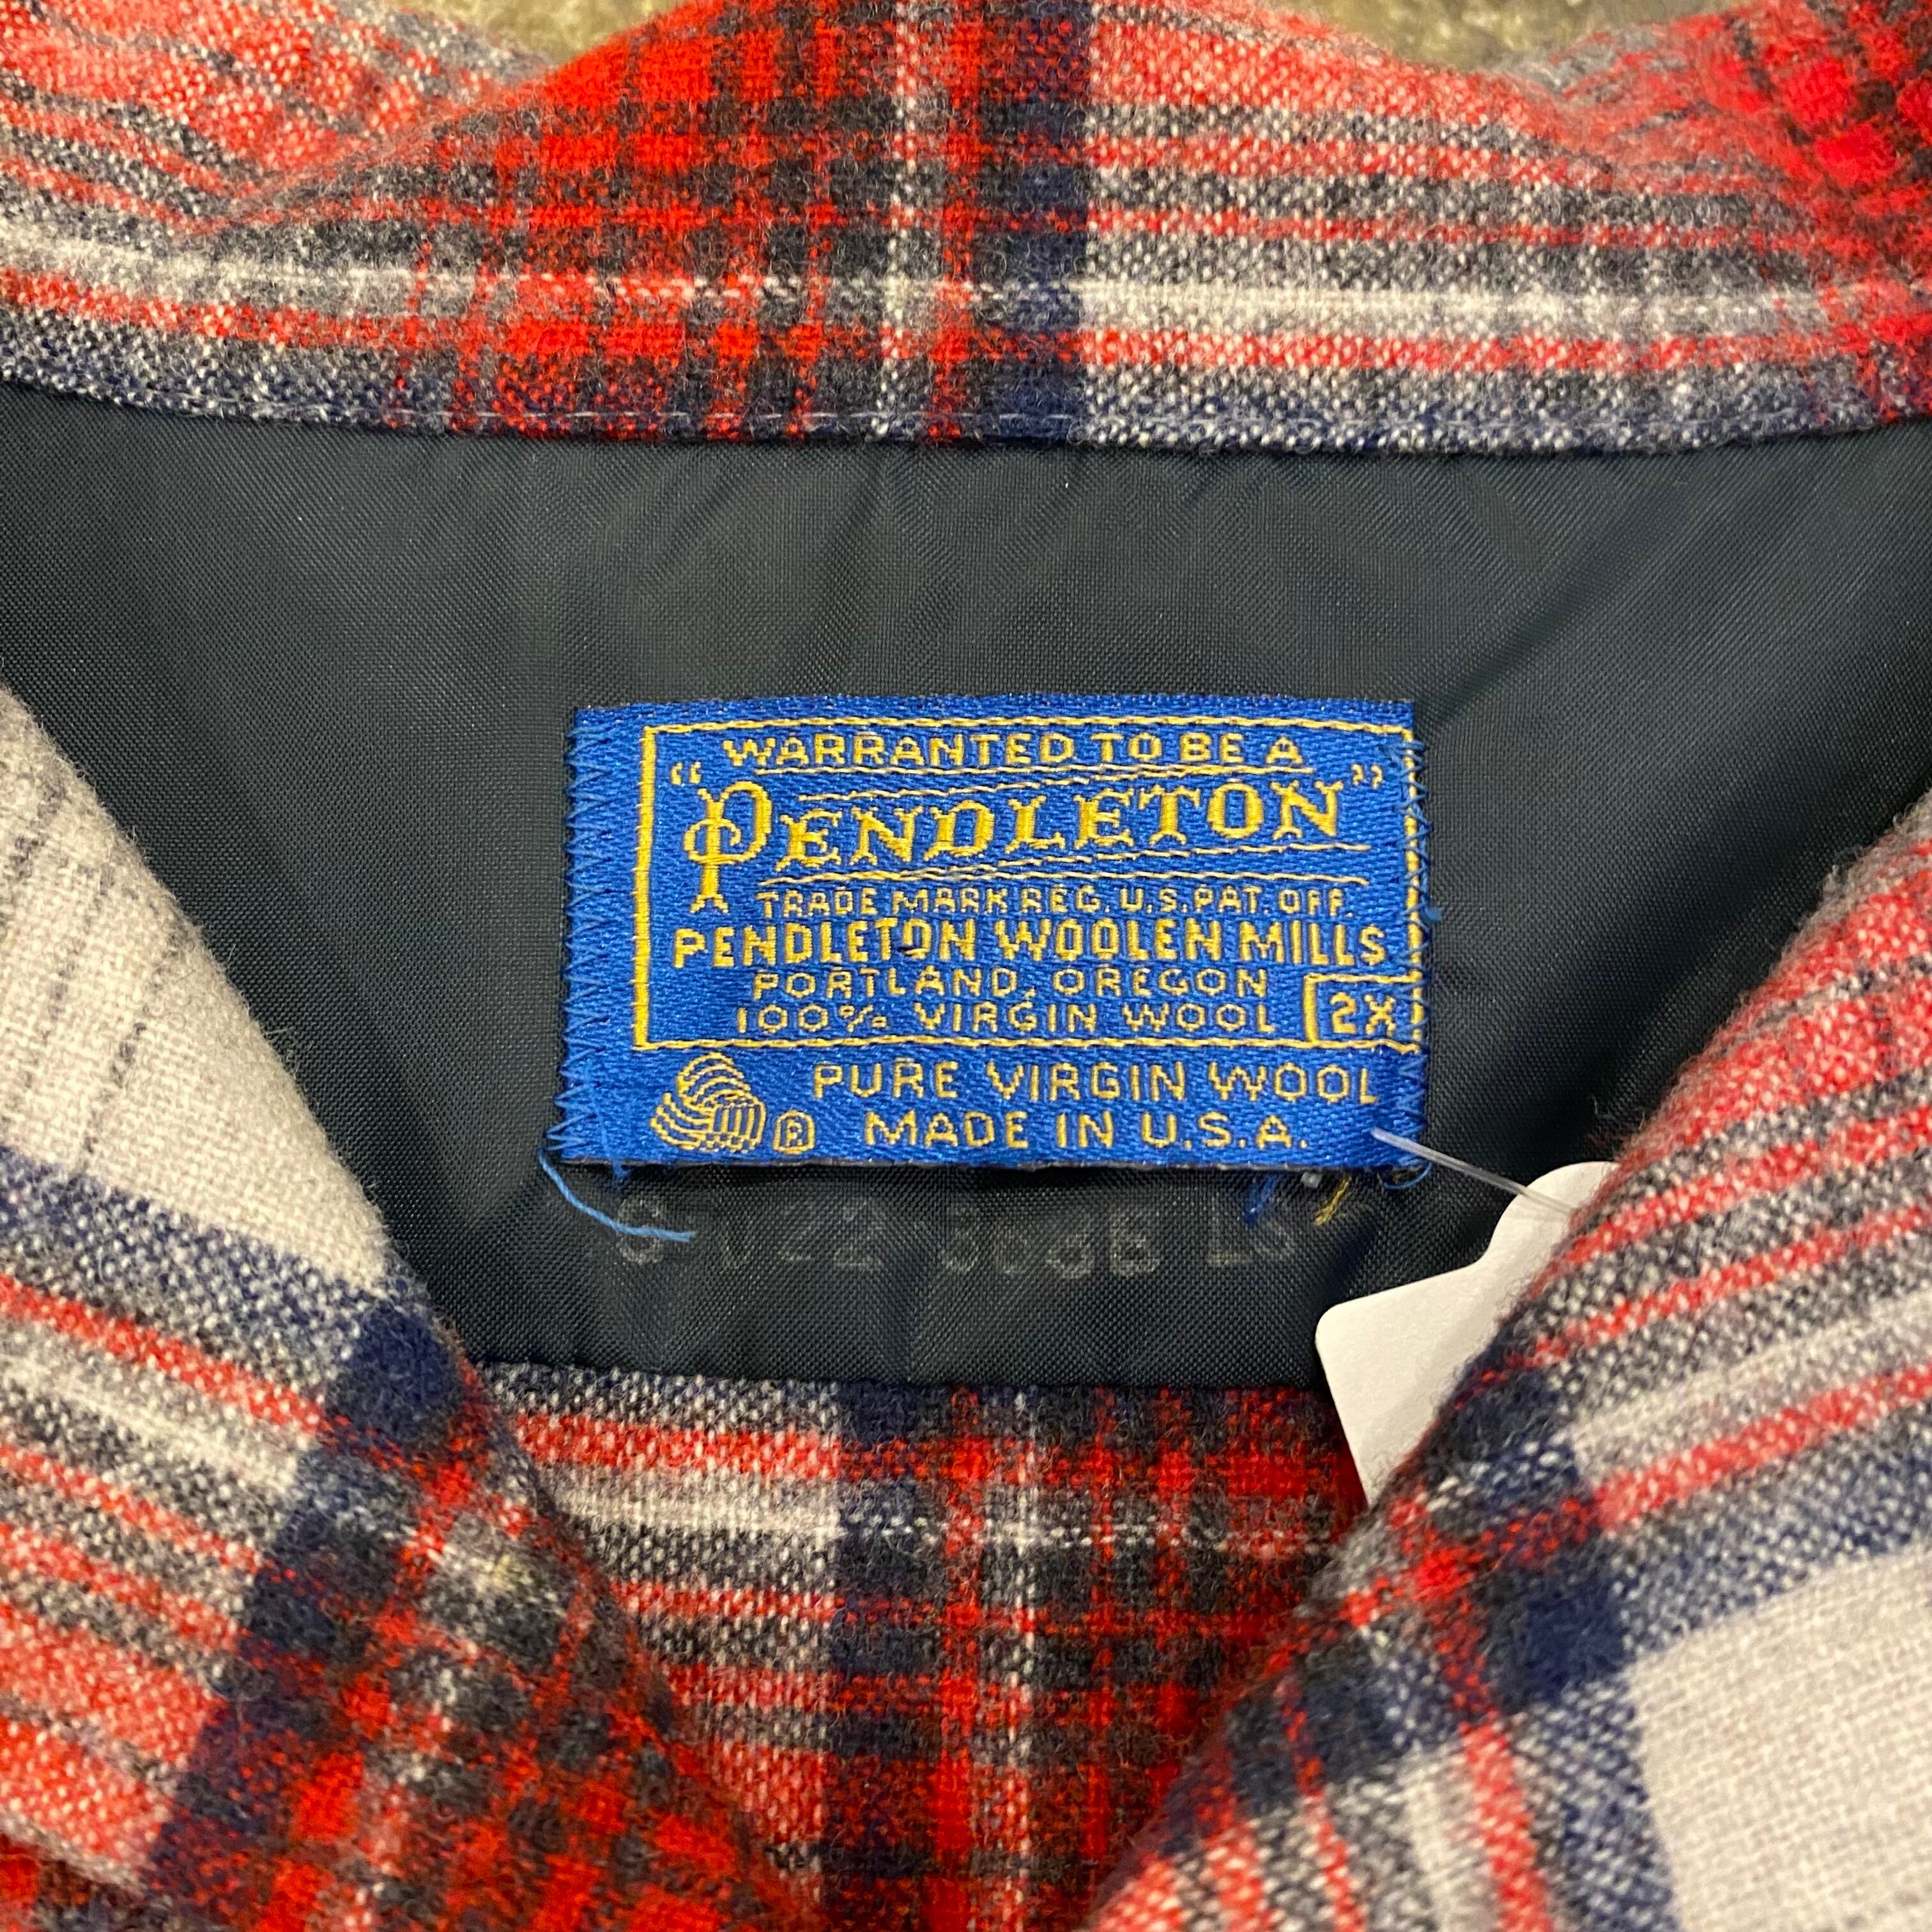 WARRANTED TO BE A
"PENDLETON"
TRADE MARK REG. U.S. PAT. OFF.
PENDLETON WOOLEN MILLS
PORTLAND, OREGON
100% VIRGIN WOOL 2X
PURE VIRGIN WOOL
® MADE IN U.S.A.